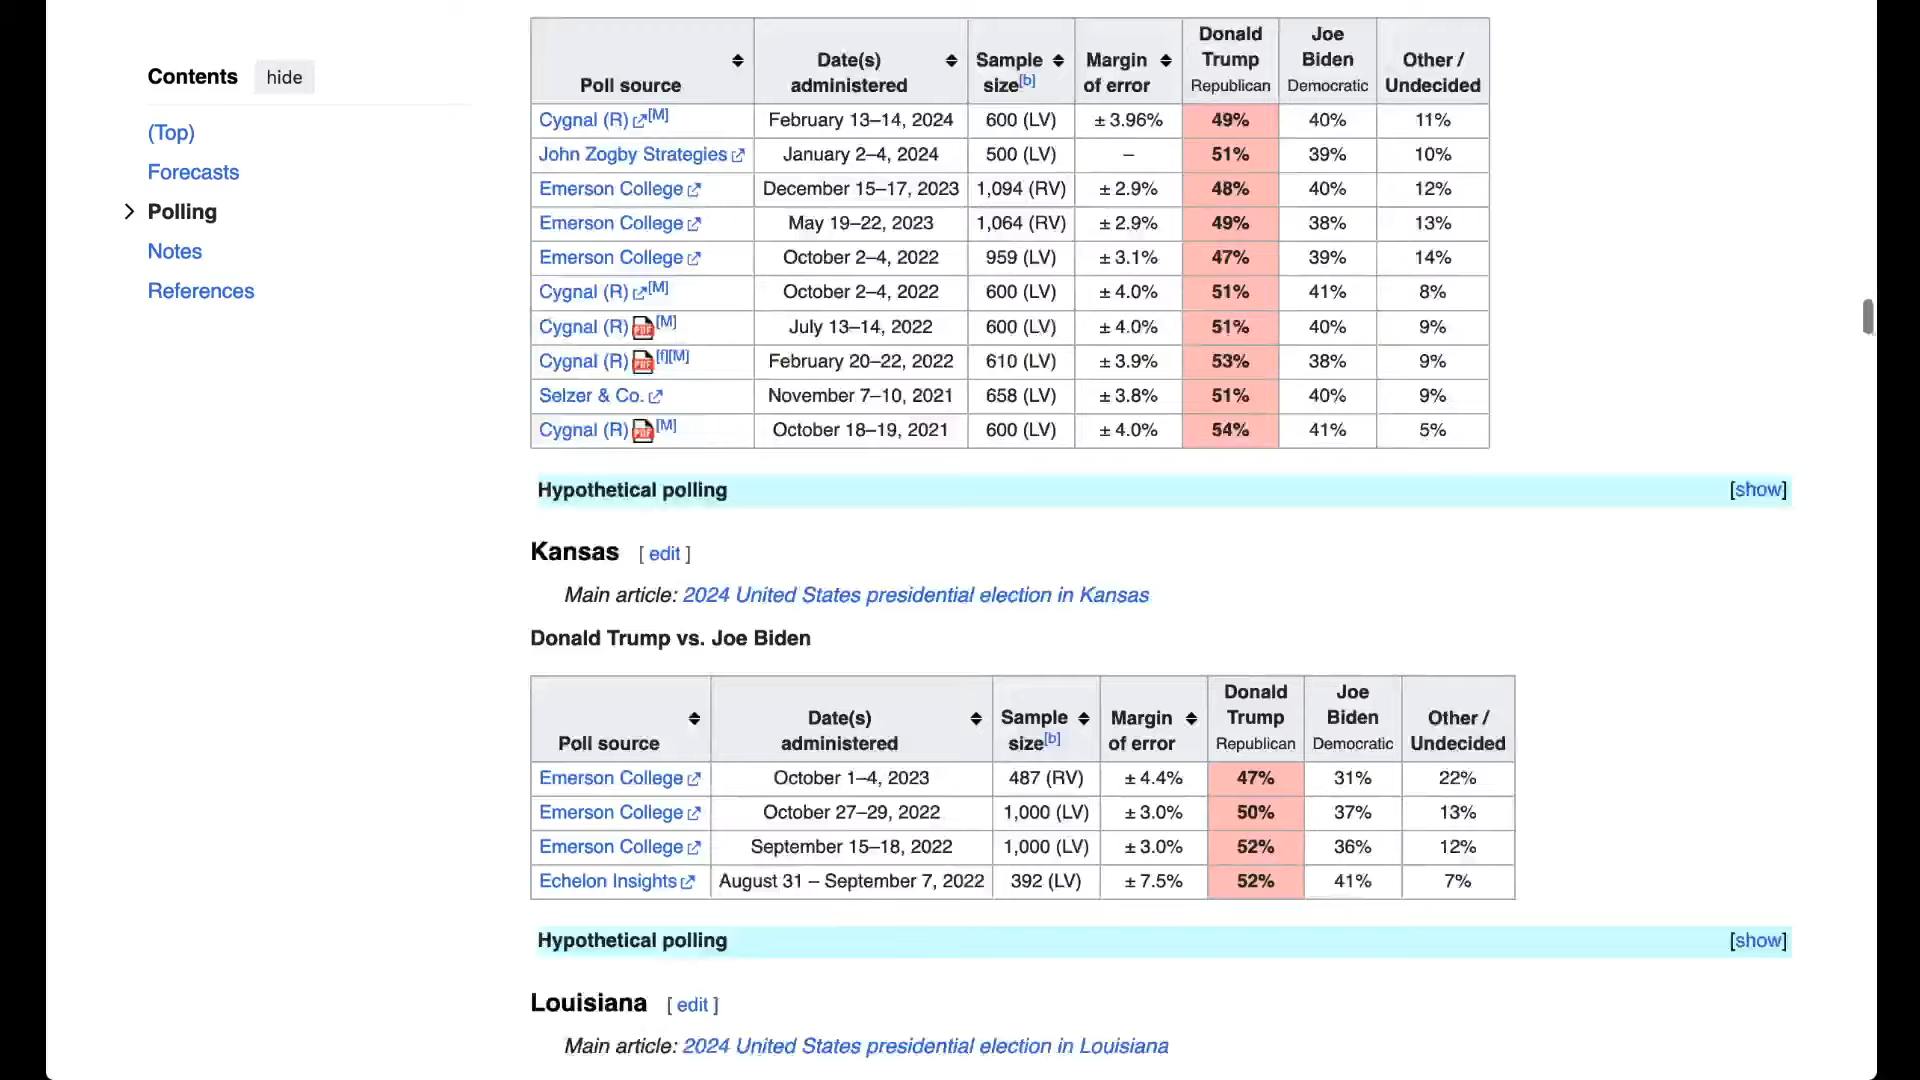 Contents hide
(Top)
Forecasts
Polling
Notes
References
Poll source Date(s) administered Sample size[b] Margin of error Donald Trump Republican Joe Biden Democratic Other / Undecided
Cygnal (R) [M] February 13–14, 2024 600 (LV) ± 3.96% 49% 40% 11%
John Zogby Strategies January 2–4, 2024 500 (LV) – 51% 39% 10%
Emerson College December 15–17, 2023 1,094 (RV) ± 2.9% 48% 40% 12%
Emerson College May 19–22, 2023 1,064 (RV) ± 2.9% 49% 38% 13%
Emerson College October 2–4, 2022 959 (LV) ± 3.1% 47% 39% 14%
Cygnal (R) [M] October 2–4, 2022 600 (LV) ± 4.0% 51% 41% 8%
Cygnal (R) [M] July 13–14, 2022 600 (LV) ± 4.0% 51% 40% 9%
Cygnal (R) [f][M] February 20–22, 2022 610 (LV) ± 3.9% 53% 38% 9%
Selzer & Co. November 7–10, 2021 658 (LV) ± 3.8% 51% 40% 9%
Cygnal (R) [M] October 18–19, 2021 600 (LV) ± 4.0% 54% 41% 5%
Hypothetical polling [show]
Kansas [ edit ]
Main article: 2024 United States presidential election in Kansas
Donald Trump vs. Joe Biden
Poll source Date(s) administered Sample size[b] Margin of error Donald Trump Republican Joe Biden Democratic Other / Undecided
Emerson College October 1–4, 2023 487 (RV) ± 4.4% 47% 31% 22%
Emerson College October 27–29, 2022 1,000 (LV) ± 3.0% 50% 37% 13%
Emerson College September 15–18, 2022 1,000 (LV) ± 3.0% 52% 36% 12%
Echelon Insights August 31 – September 7, 2022 392 (LV) ± 7.5% 52% 41% 7%
Hypothetical polling [show]
Louisiana [ edit ]
Main article: 2024 United States presidential election in Louisiana